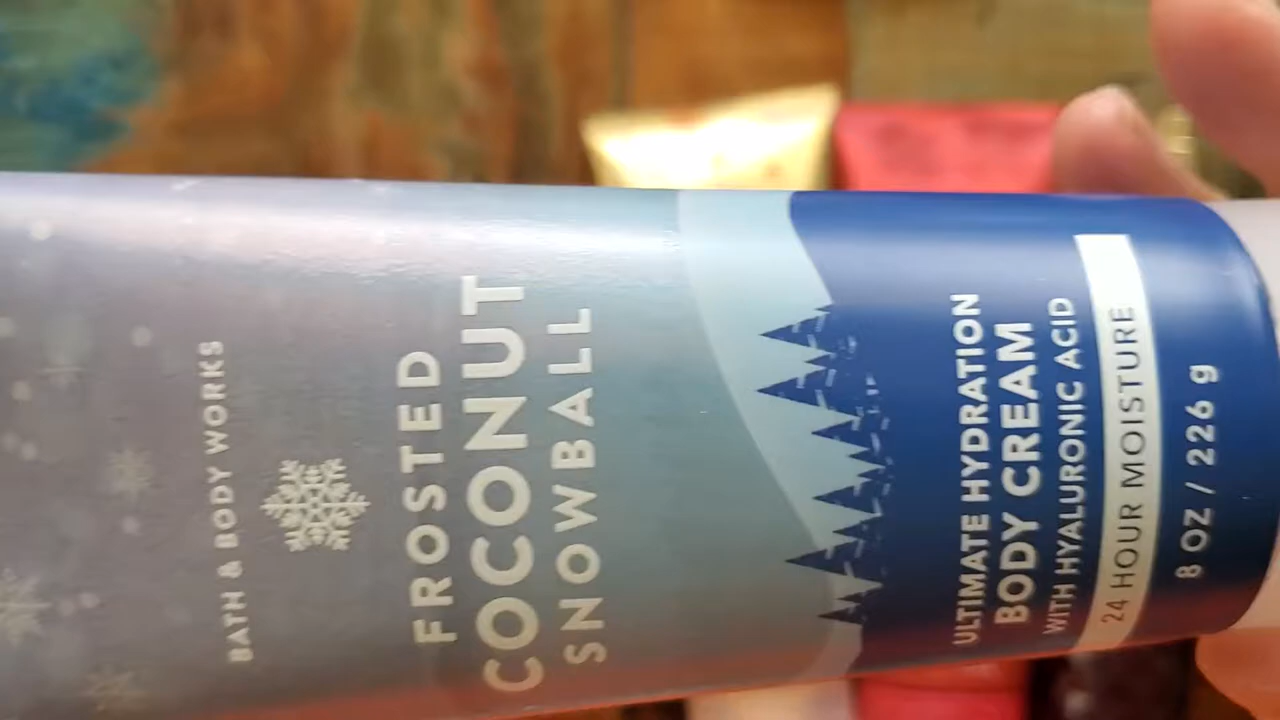 BATH & BODY WORKS
FROSTED
COCONUT
SNOWBALL
ULTIMATE HYDRATION
BODY CREAM
WITH HYALURONIC ACID
24 HOUR MOISTURE
8 OZ / 226 g